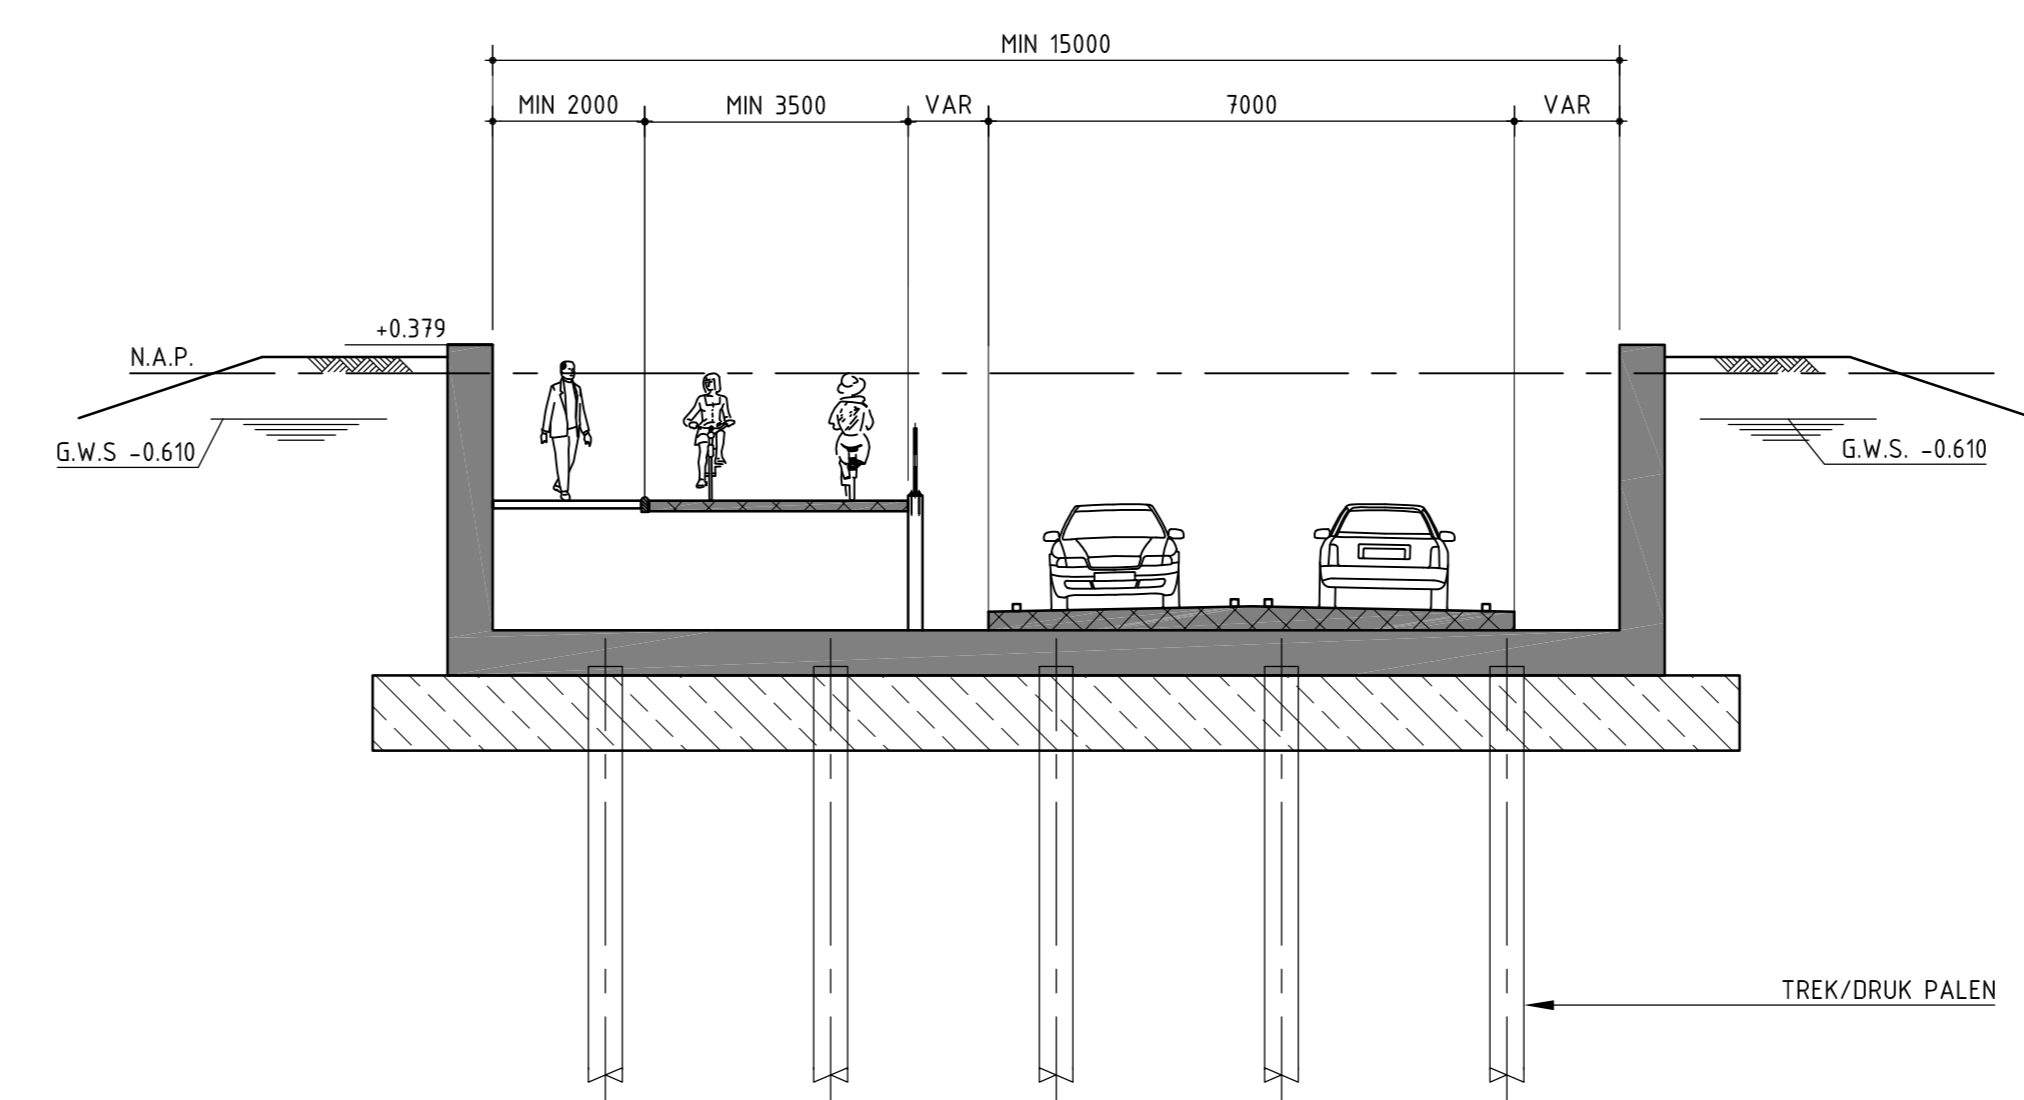 MIN 15000
MIN 2000 MIN 3500 VAR 7000 VAR
+0.379
N.A.P.
G.W.S -0.610
G.W.S. -0.610
TREK/DRUK PALEN